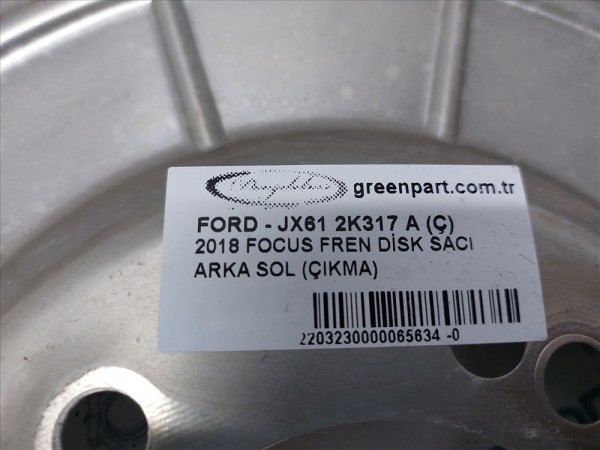 greenpart.com.tr
FORD - JX61 2K317 A (Ç)
2018 FOCUS FREN DİSK SACI
ARKA SOL (ÇIKMA)
2203230000065634 -0